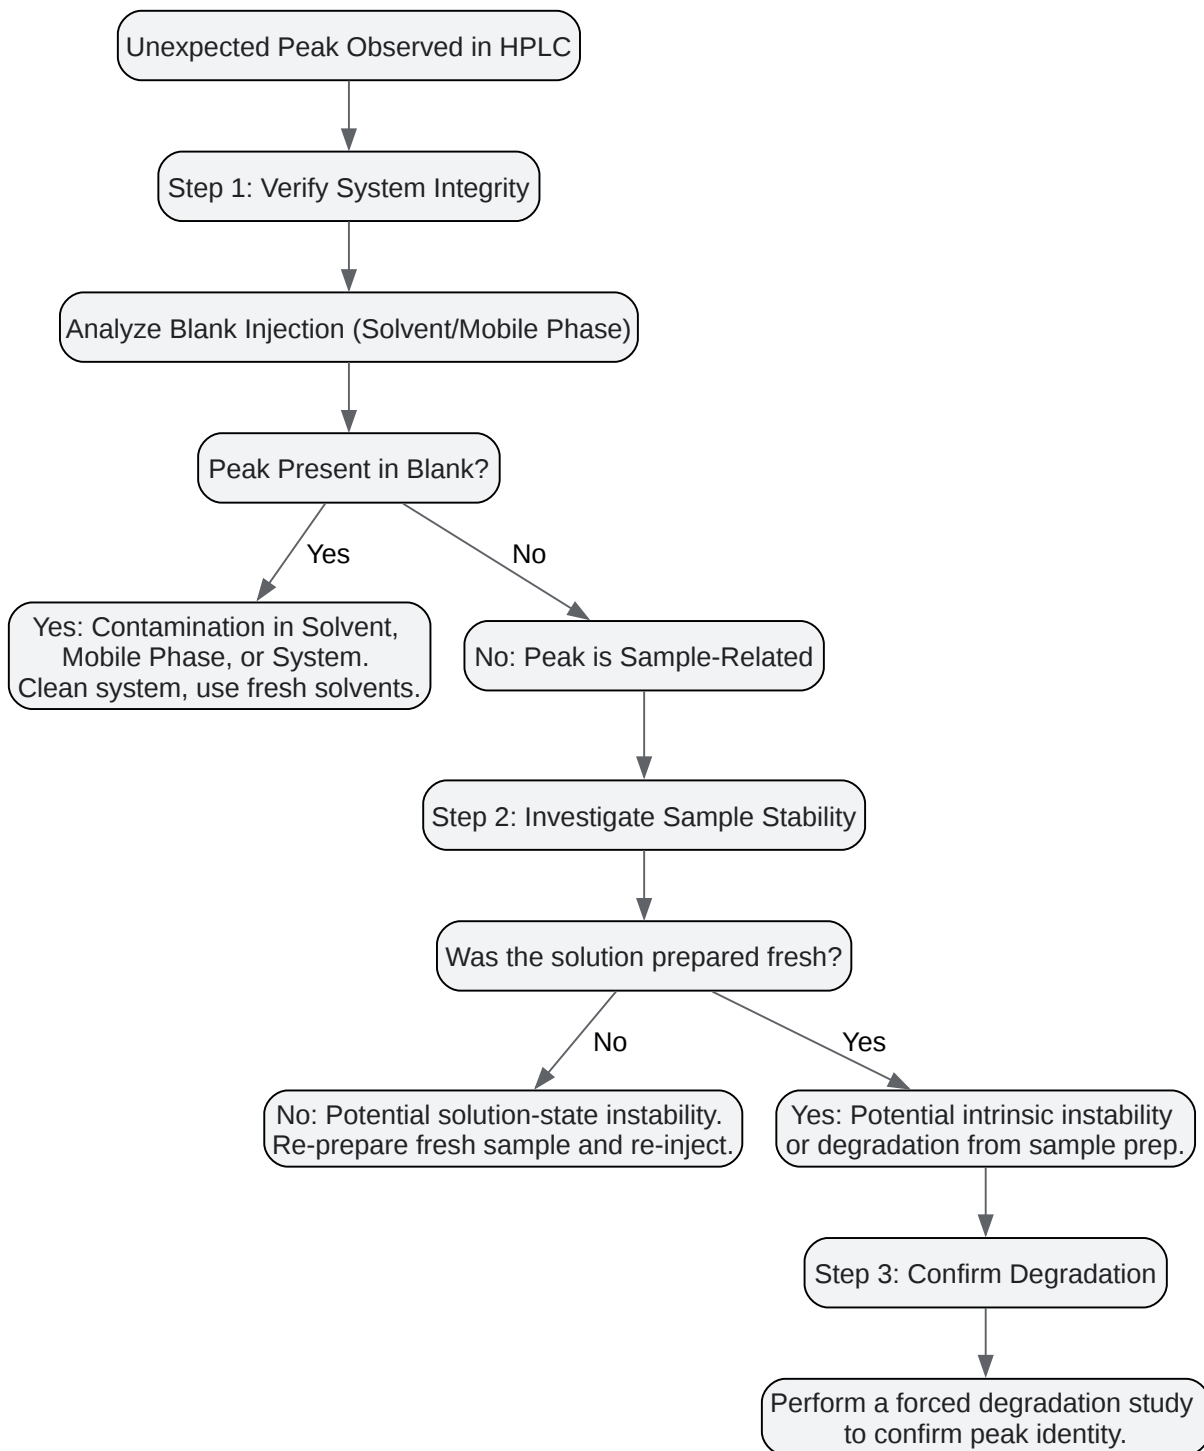 Unexpected Peak Observed in HPLC
Step 1: Verify System Integrity
Analyze Blank Injection (Solvent/Mobile Phase)
Peak Present in Blank?
Yes
No
Yes: Contamination in Solvent,
Mobile Phase, or System.
Clean system, use fresh solvents.
No: Peak is Sample-Related
Step 2: Investigate Sample Stability
Was the solution prepared fresh?
No
Yes
No: Potential solution-state instability.
Re-prepare fresh sample and re-inject.
Yes: Potential intrinsic instability
or degradation from sample prep.
Step 3: Confirm Degradation
Perform a forced degradation study
to confirm peak identity.